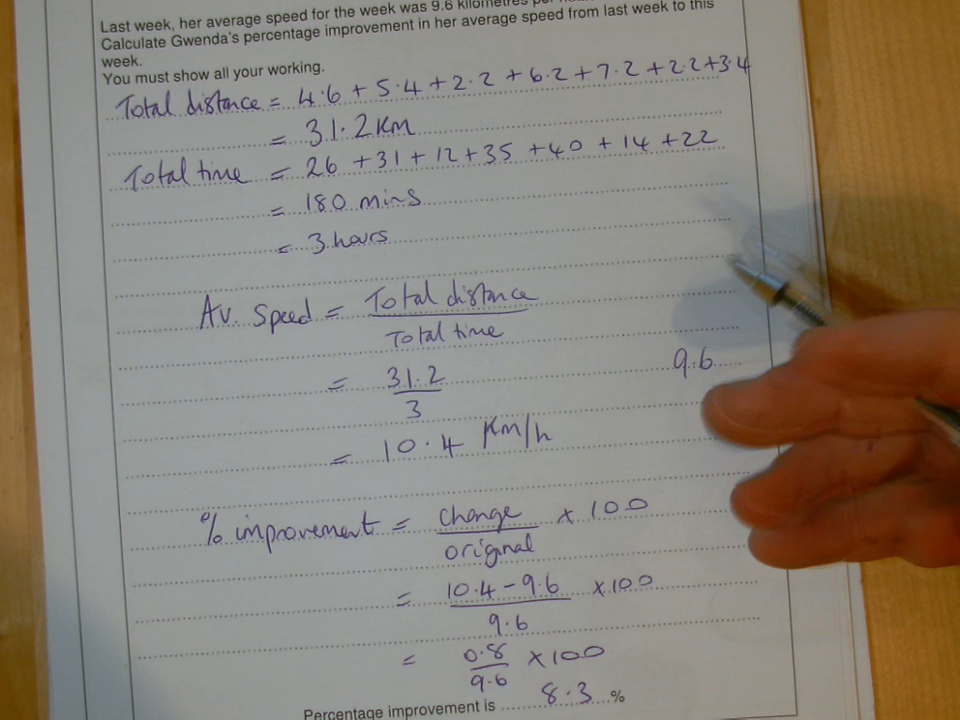 Last week, her average speed for the week was 9.6 kilometres per
Calculate Gwenda's percentage improvement in her average speed from last week to this
week.
You must show all your working.
Total distance = 4.6 + 5.4 + 2.2 + 6.2 + 7.2 + 2.2 + 3.4
= 31.2 km
Total time = 26 + 31 + 12 + 35 + 40 + 14 + 22
= 180 mins
= 3 hours
Av. Speed = Total distance
Total time
= 31.2
3
9.6
= 10.4 Km/h
% improvement = change × 100
original
= 10.4 - 9.6 × 100
9.6
= 0.8 × 100
9.6
Percentage improvement is 8.3 %